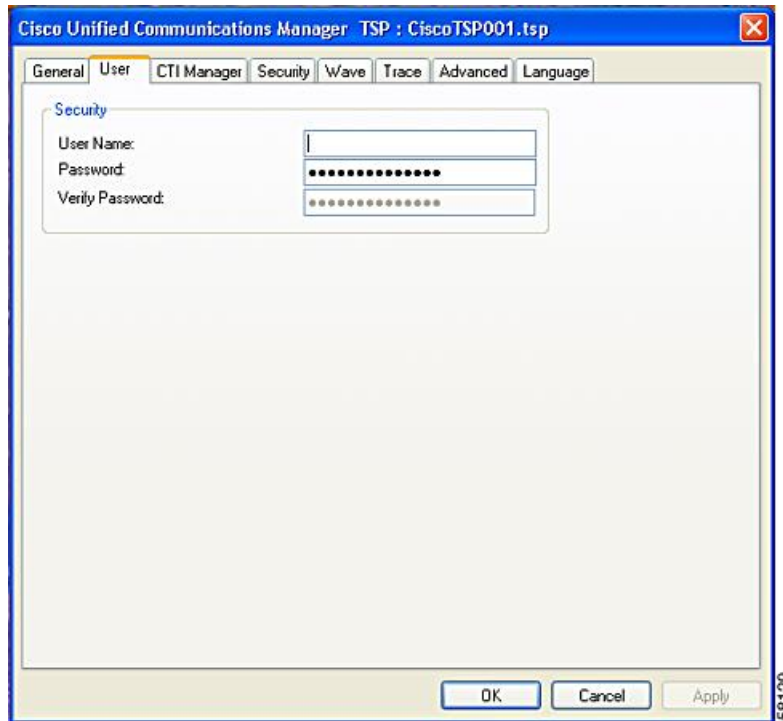 Cisco Unified Communications Manager TSP : CiscoTSP001.tsp
General User CTI Manager Security Wave Trace Advanced Language
Security
User Name:
Password:
●●●●●●●●●●●●●●
Verify Password:
●●●●●●●●●●●●●●
OK Cancel Apply